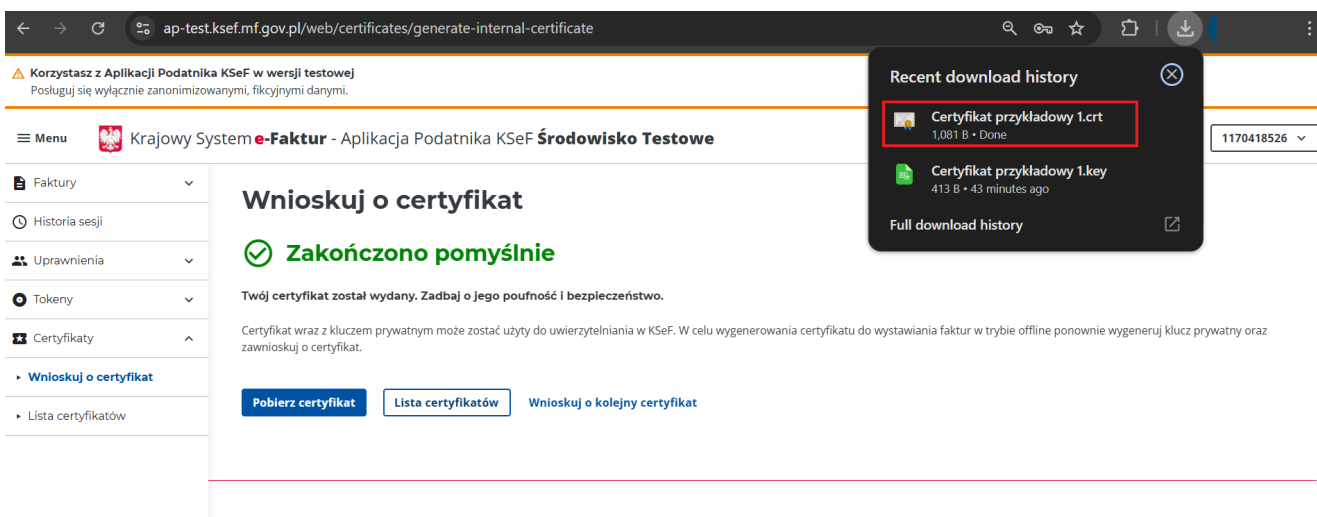 ap-test.ksef.mf.gov.pl/web/certificates/generate-internal-certificate
Korzystasz z Aplikacji Podatnika KSeF w wersji testowej
Posługuj się wyłącznie zanonimizowanymi, fikcyjnymi danymi.
Recent download history
Certyfikat przykładowy 1.crt
1,081 B • Done
Certyfikat przykładowy 1.key
413 B • 43 minutes ago
Full download history
Menu
Krajowy System e-Faktur - Aplikacja Podatnika KSeF Środowisko Testowe
1170418526
Faktury
Historia sesji
Uprawnienia
Tokeny
Certyfikaty
Wnioskuj o certyfikat
Lista certyfikatów
Wnioskuj o certyfikat
Zakończono pomyślnie
Twój certyfikat został wydany. Zadbaj o jego poufność i bezpieczeństwo.
Certyfikat wraz z kluczem prywatnym może zostać użyty do uwierzytelniania w KSeF. W celu wygenerowania certyfikatu do wystawiania faktur w trybie offline ponownie wygeneruj klucz prywatny oraz
zawnioskuj o certyfikat.
Pobierz certyfikat
Lista certyfikatów
Wnioskuj o kolejny certyfikat